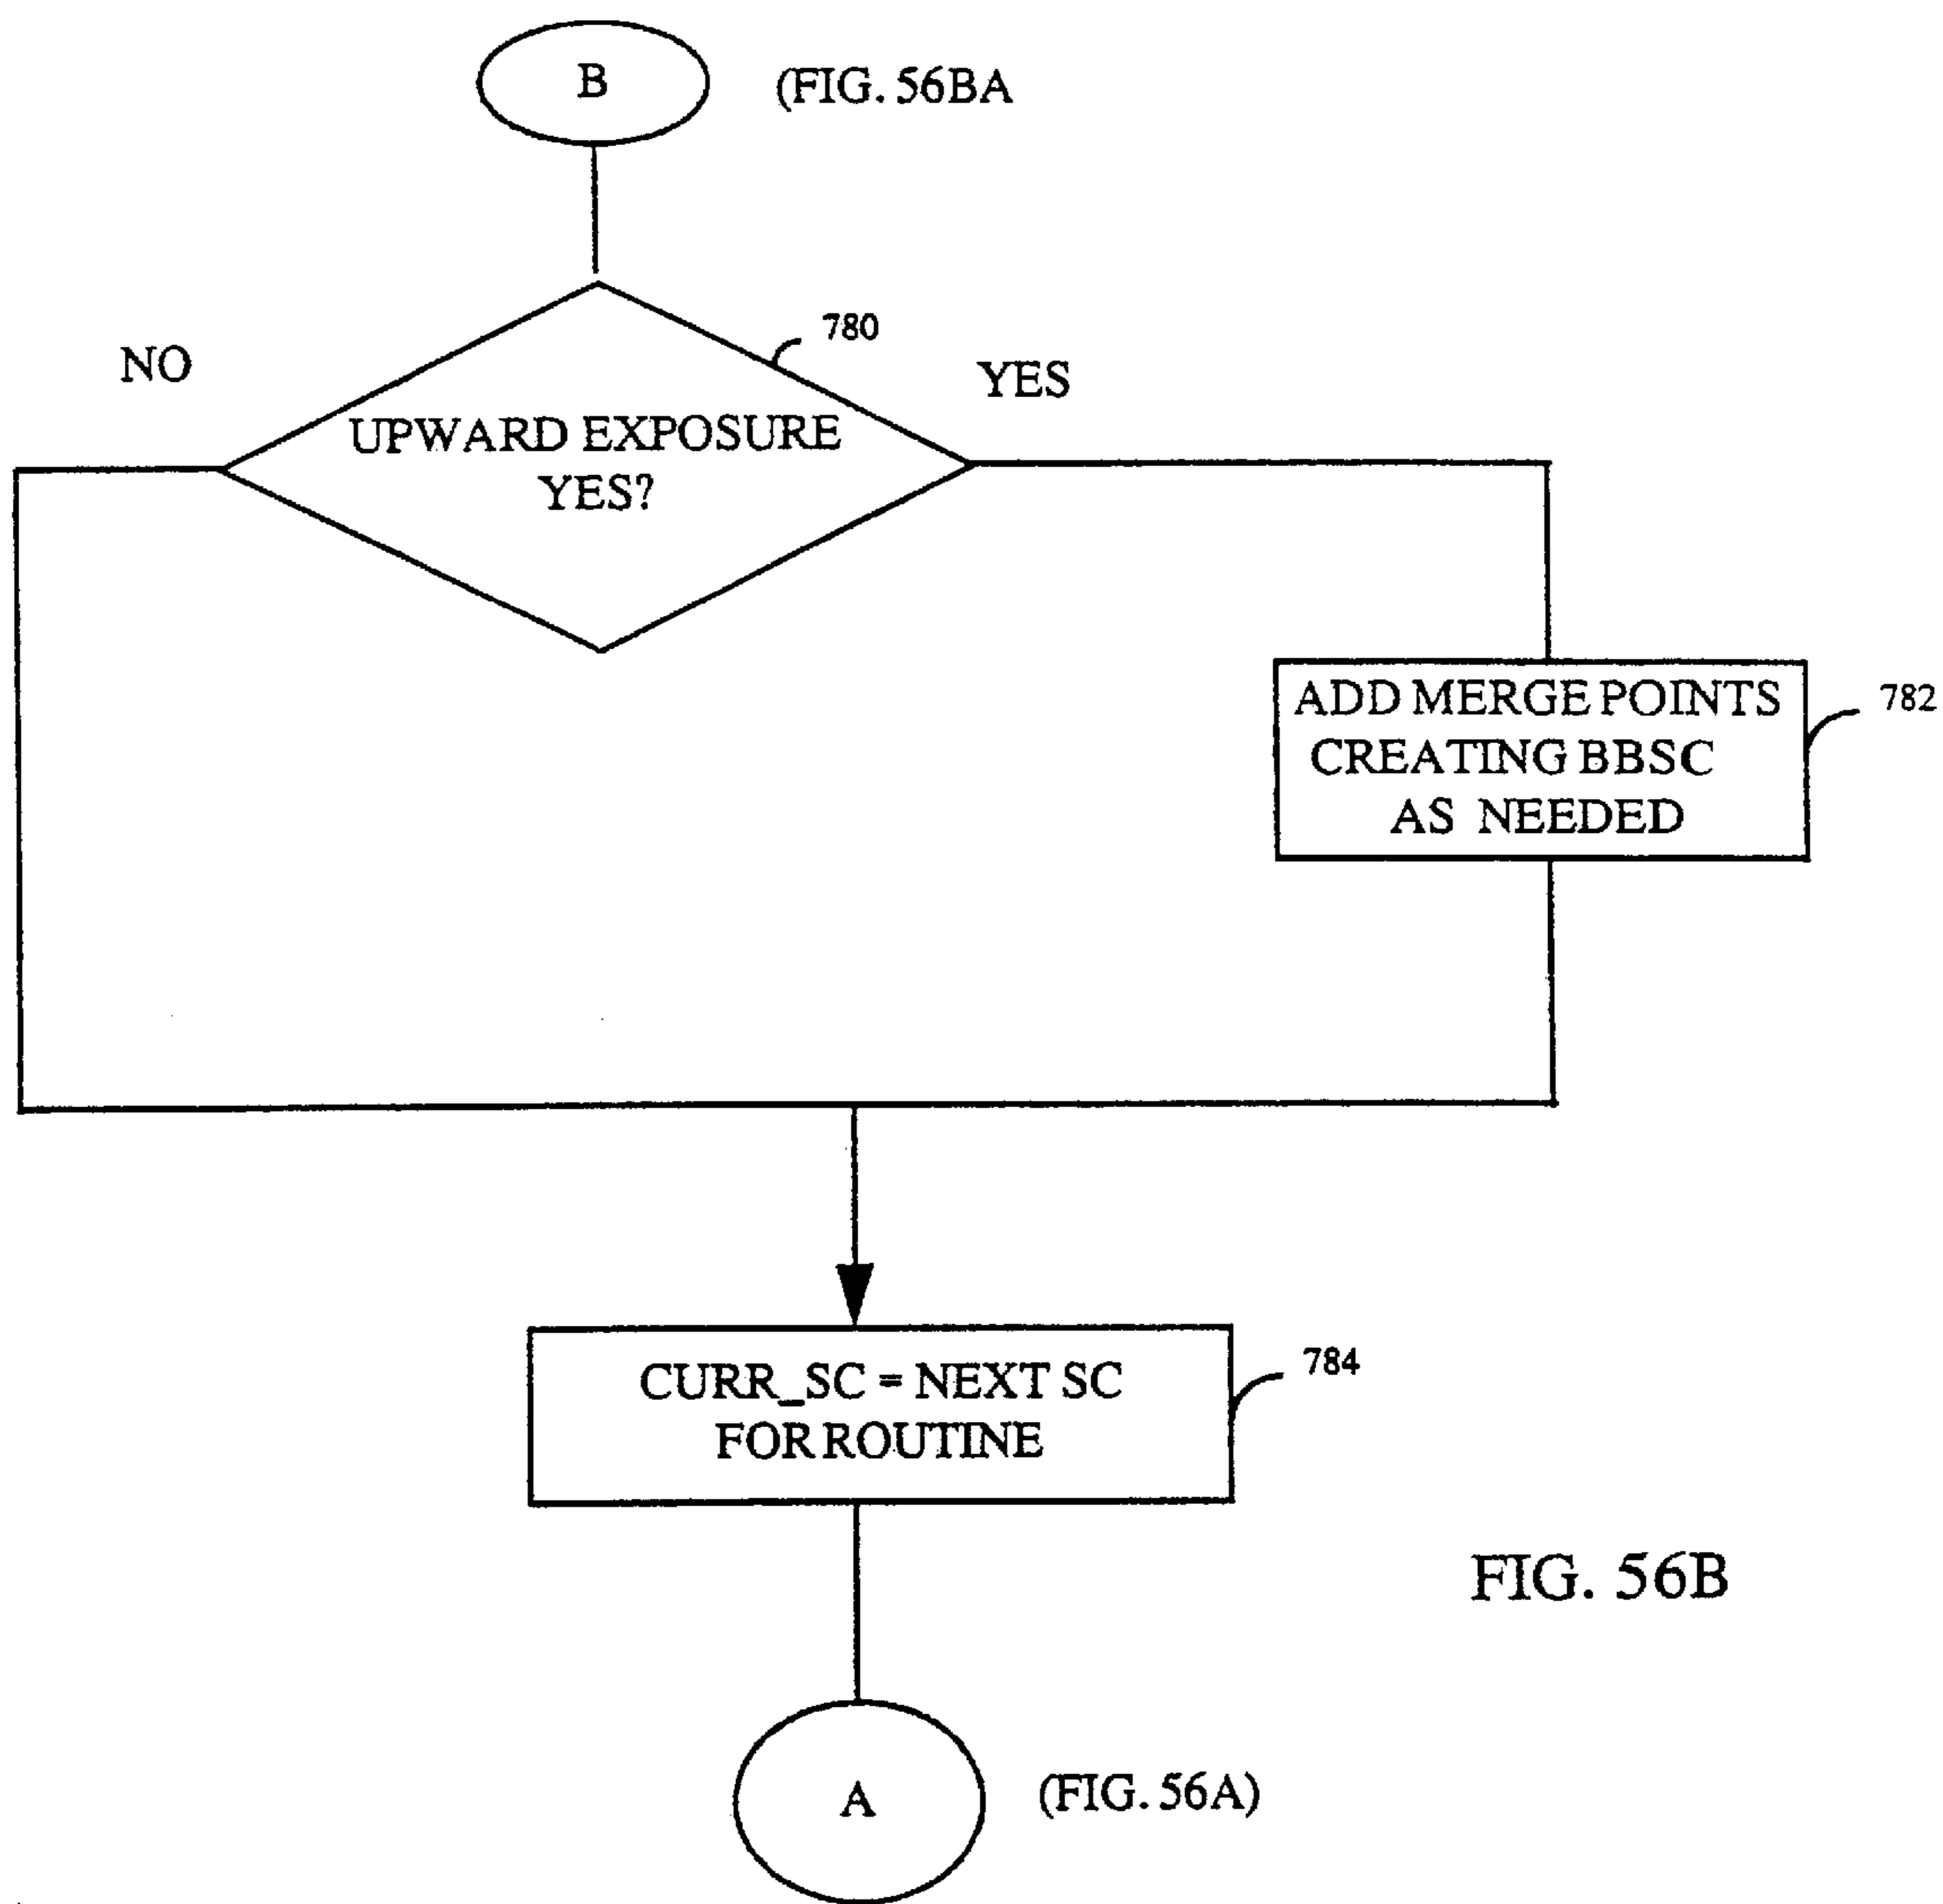 B (FIG. 56BA
780
NO
YES
UPWARD EXPOSURE
YES?
ADD MERGE POINTS
CREATING BBSC
AS NEEDED
782
CURR_SC = NEXT SC
FOR ROUTINE
784
FIG. 56B
A (FIG. 56A)